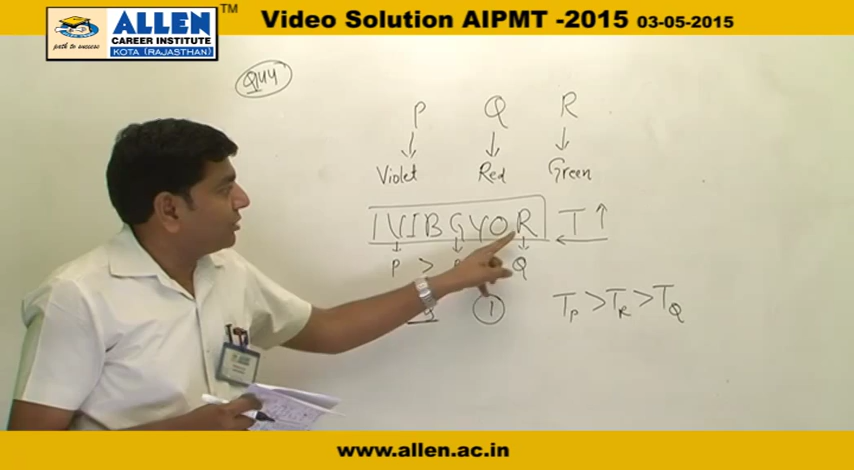 ALLEN
CAREER INSTITUTE
KOTA (RAJASTHAN)
path to success
TM
Video Solution AIPMT -2015 03-05-2015
Q44
P Q R
↓ ↓ ↓
Violet Red Green
| VIBGYOR T ↑
↓ ↓ ↓ ←
P > Q
1 T_P > T_R > T_Q
www.allen.ac.in